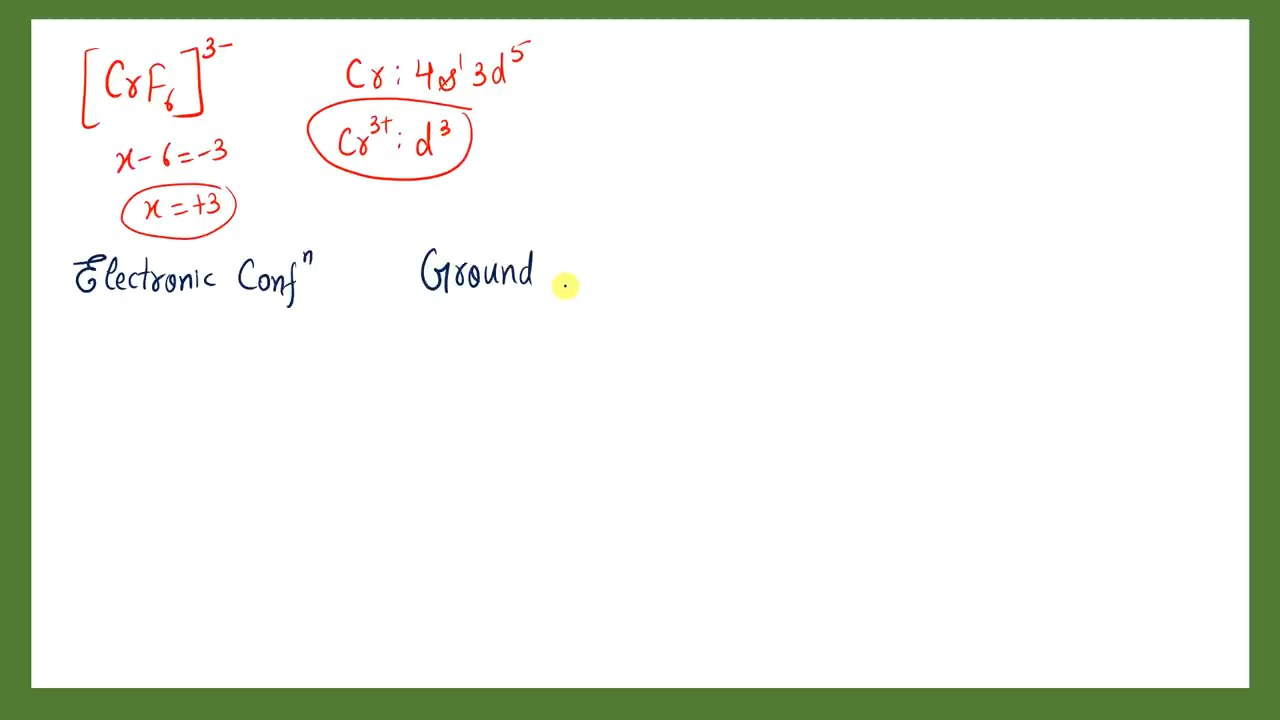 [CrF₆]³⁻
x - 6 = -3
x = +3
Cr : 4s¹ 3d⁵
Cr³⁺ : d³
Electronic Confⁿ Ground